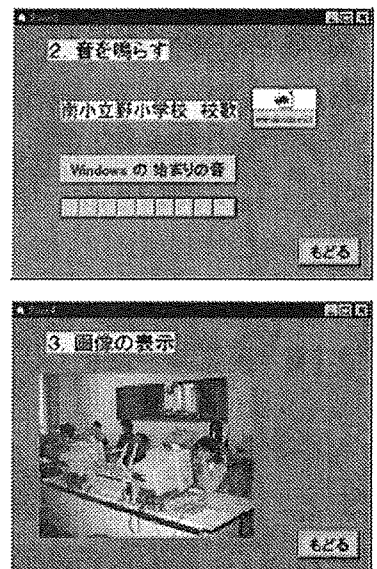 2. 音を鳴らす
南小立野小学校 校歌
Windows の 始まりの音
もどる
3. 画像の表示
もどる